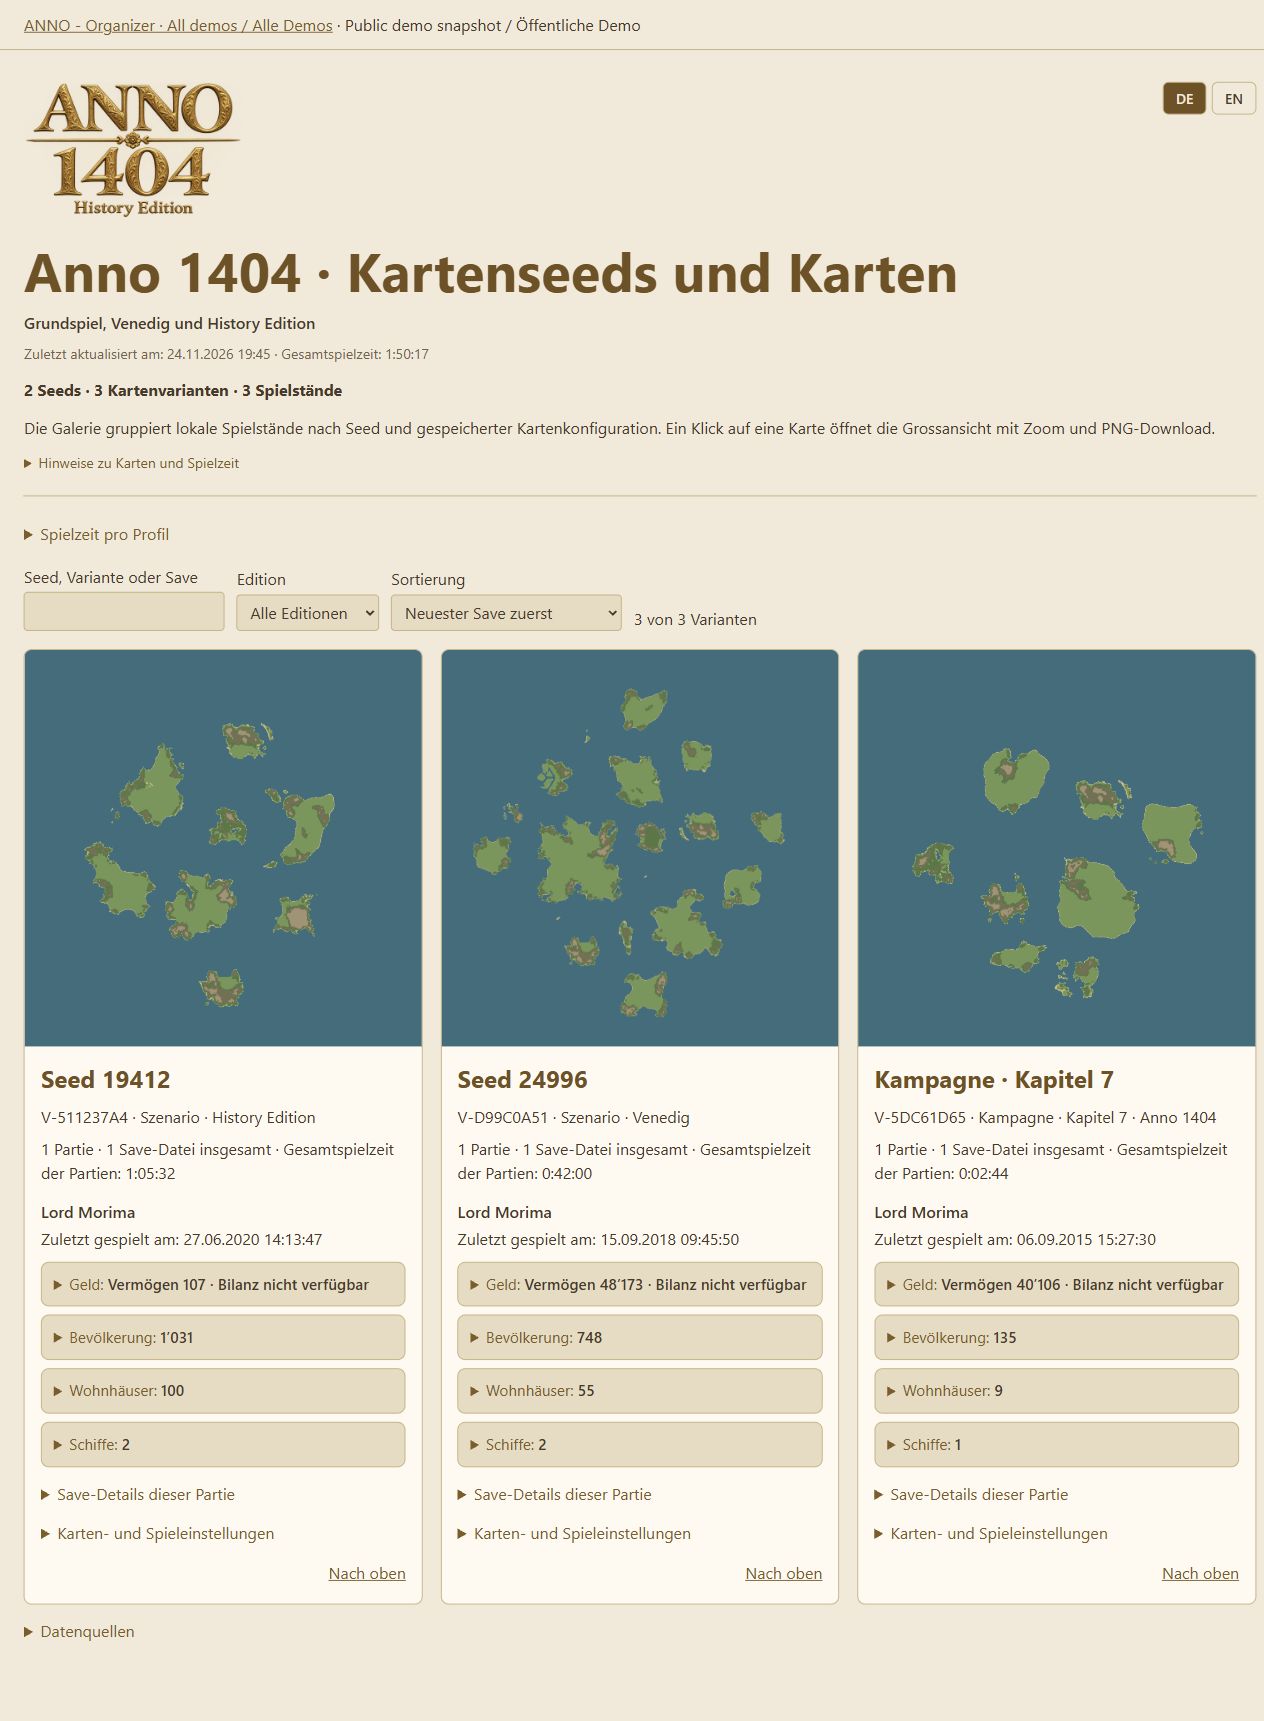 ANNO - Organizer · All demos / Alle Demos · Public demo snapshot / Öffentliche Demo
ANNO
1404
History Edition
DE EN
Anno 1404 · Kartenseeds und Karten
Grundspiel, Venedig und History Edition
Zuletzt aktualisiert am: 24.11.2026 19:45 · Gesamtspielzeit: 1:50:17
2 Seeds · 3 Kartenvarianten · 3 Spielstände
Die Galerie gruppiert lokale Spielstände nach Seed und gespeicherter Kartenkonfiguration. Ein Klick auf eine Karte öffnet die Grossansicht mit Zoom und PNG-Download.
Hinweise zu Karten und Spielzeit
Spielzeit pro Profil
Seed, Variante oder Save
Edition
Alle Editionen
Sortierung
Neuester Save zuerst
3 von 3 Varianten
Seed 19412
V-511237A4 · Szenario · History Edition
1 Partie · 1 Save-Datei insgesamt · Gesamtspielzeit
der Partien: 1:05:32
Lord Morima
Zuletzt gespielt am: 27.06.2020 14:13:47
Geld: Vermögen 107 · Bilanz nicht verfügbar
Bevölkerung: 1’031
Wohnhäuser: 100
Schiffe: 2
Save-Details dieser Partie
Karten- und Spieleinstellungen
Nach oben
Seed 24996
V-D99C0A51 · Szenario · Venedig
1 Partie · 1 Save-Datei insgesamt · Gesamtspielzeit
der Partien: 0:42:00
Lord Morima
Zuletzt gespielt am: 15.09.2018 09:45:50
Geld: Vermögen 48’173 · Bilanz nicht verfügbar
Bevölkerung: 748
Wohnhäuser: 55
Schiffe: 2
Save-Details dieser Partie
Karten- und Spieleinstellungen
Nach oben
Kampagne · Kapitel 7
V-5DC61D65 · Kampagne · Kapitel 7 · Anno 1404
1 Partie · 1 Save-Datei insgesamt · Gesamtspielzeit
der Partien: 0:02:44
Lord Morima
Zuletzt gespielt am: 06.09.2015 15:27:30
Geld: Vermögen 40’106 · Bilanz nicht verfügbar
Bevölkerung: 135
Wohnhäuser: 9
Schiffe: 1
Save-Details dieser Partie
Karten- und Spieleinstellungen
Nach oben
Datenquellen